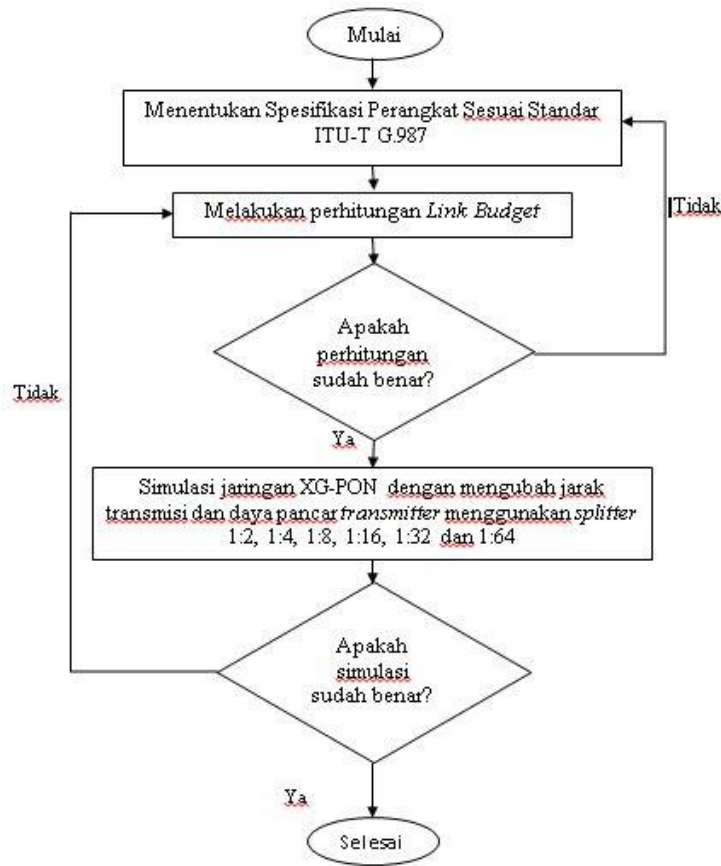 Mulai
Menentukan Spesifikasi Perangkat Sesuai Standar
ITU-T G.987
Melakukan perhitungan Link Budget
Tidak
Apakah
perhitungan
sudah benar?
Tidak
Ya
Simulasi jaringan XG-PON dengan mengubah jarak
transmisi dan daya pancar transmitter menggunakan splitter
1:2, 1:4, 1:8, 1:16, 1:32 dan 1:64
Apakah
simulasi
sudah benar?
Ya
Selesai